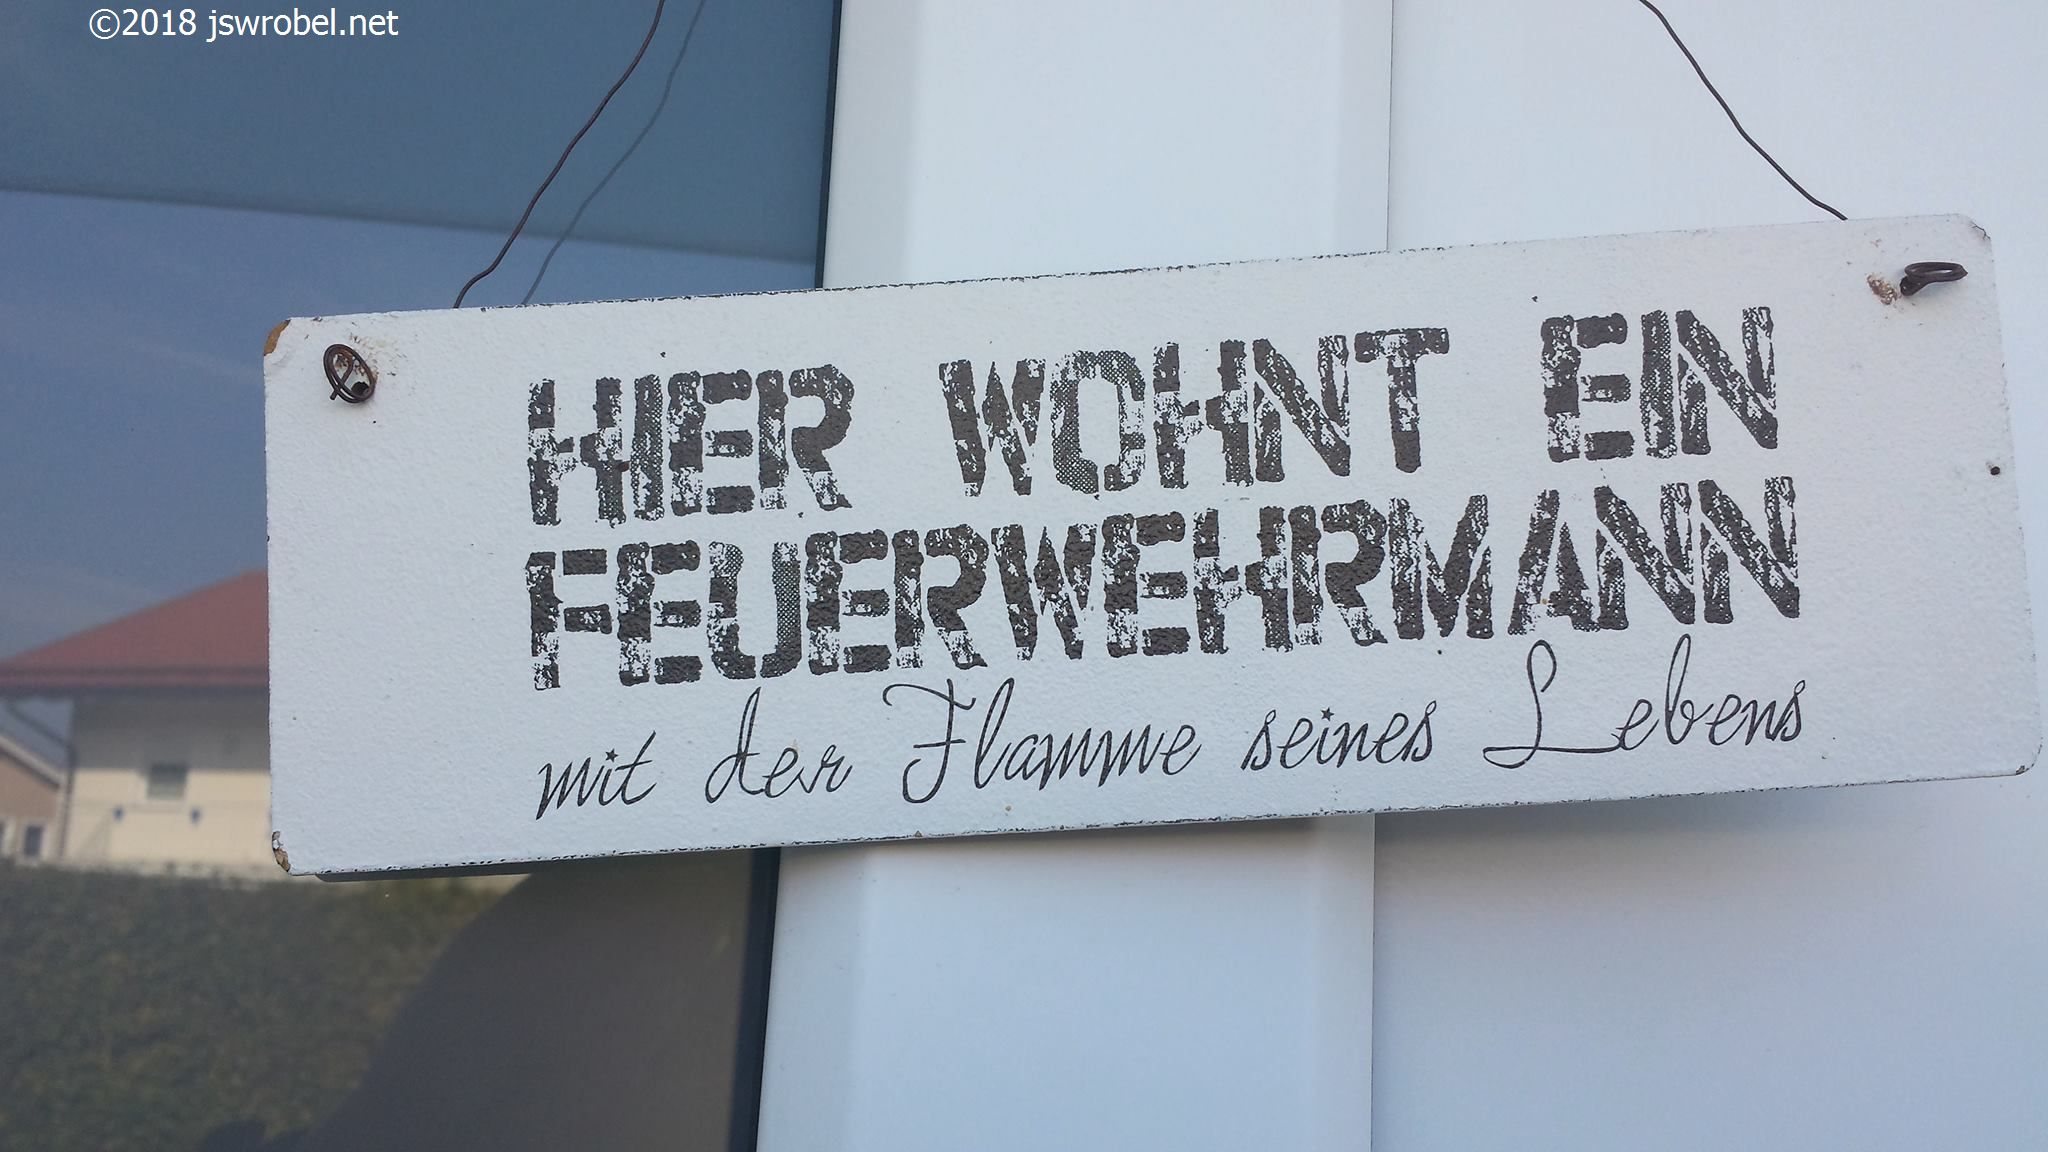 ©2018 jswrobel.net
HIER WOHNT EIN
FEUERWEHRMANN
mit der Flamme seines Lebens